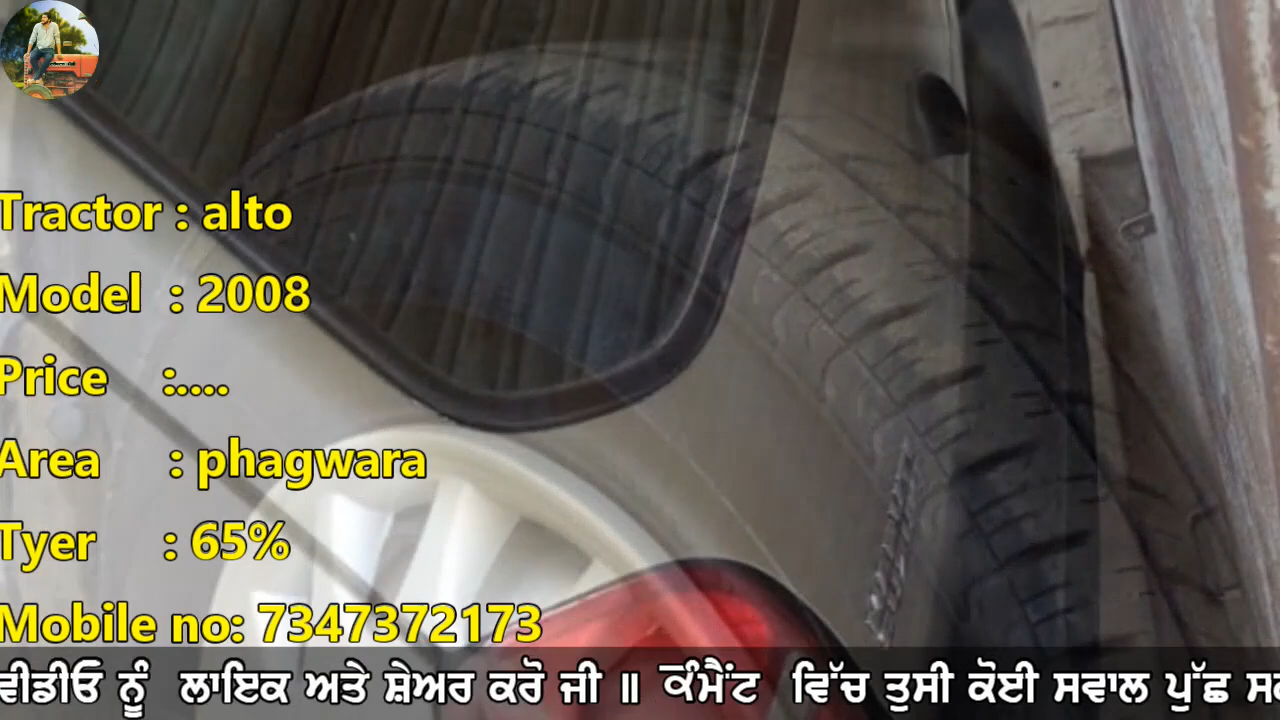 Tractor : alto
Model : 2008
Price :....
Area : phagwara
Tyer : 65%
Mobile no: 7347372173
ਵੀਡੀਓ ਨੂੰ ਲਾਇਕ ਅਤੇ ਸ਼ੇਅਰ ਕਰੋ ਜੀ ॥ ਕੰਮੈਂਟ ਵਿੱਚ ਤੁਸੀ ਕੋਈ ਸਵਾਲ ਪੁੱਛ